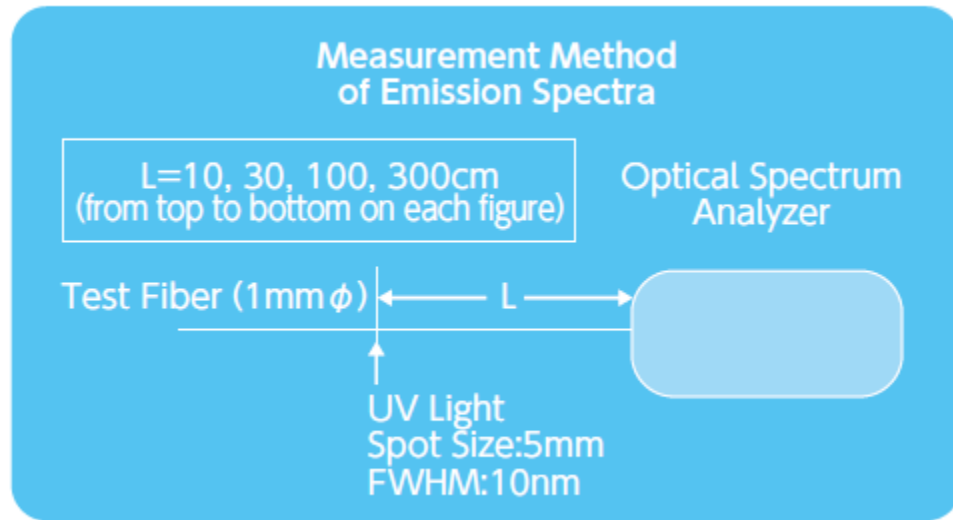 Measurement Method
of Emission Spectra
L=10, 30, 100, 300cm
(from top to bottom on each figure)
Optical Spectrum
Analyzer
Test Fiber (1mmϕ)
L
UV Light
Spot Size:5mm
FWHM:10nm